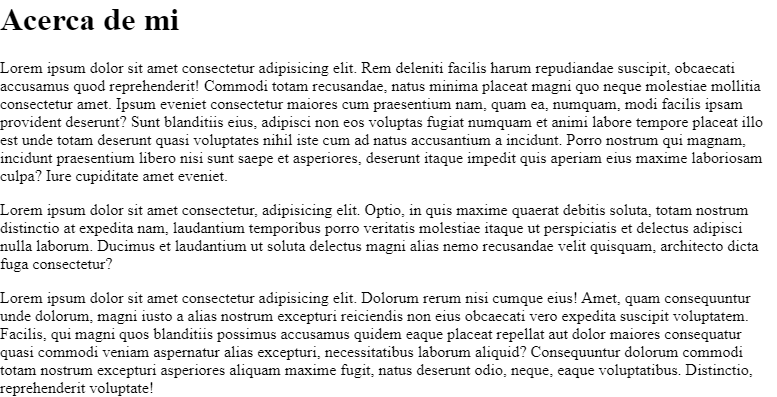 Acerca de mi
Lorem ipsum dolor sit amet consectetur adipisicing elit. Rem deleniti facilis harum repudiandae suscipit, obcaecati
accusamus quod reprehenderit! Commodi totam recusandae, natus minima placeat magni quo neque molestiae mollitia
consectetur amet. Ipsum eveniet consectetur maiores cum praesentium nam, quam ea, numquam, modi facilis ipsam
provident deserunt? Sunt blanditiis eius, adipisci non eos voluptas fugiat numquam et animi labore tempore placeat illo
est unde totam deserunt quasi voluptates nihil iste cum ad natus accusantium a incidunt. Porro nostrum qui magnam,
incidunt praesentium libero nisi sunt saepe et asperiores, deserunt itaque impedit quis aperiam eius maxime laboriosam
culpa? Iure cupiditate amet eveniet.
Lorem ipsum dolor sit amet consectetur, adipisicing elit. Optio, in quis maxime quaerat debitis soluta, totam nostrum
distinctio at expedita nam, laudantium temporibus porro veritatis molestiae itaque ut perspiciatis et delectus adipisci
nulla laborum. Ducimus et laudantium ut soluta delectus magni alias nemo recusandae velit quisquam, architecto dicta
fuga consectetur?
Lorem ipsum dolor sit amet consectetur adipisicing elit. Dolorum rerum nisi cumque eius! Amet, quam consequuntur
unde dolorum, magni iusto a alias nostrum excepturi reiciendis non eius obcaecati vero expedita suscipit voluptatem.
Facilis, qui magni quos blanditiis possimus accusamus quidem eaque placeat repellat aut dolor maiores consequatur
quasi commodi veniam aspernatur alias excepturi, necessitatibus laborum aliquid? Consequuntur dolorum commodi
totam nostrum excepturi asperiores aliquam maxime fugit, natus deserunt odio, neque, eaque voluptatibus. Distinctio,
reprehenderit voluptate!